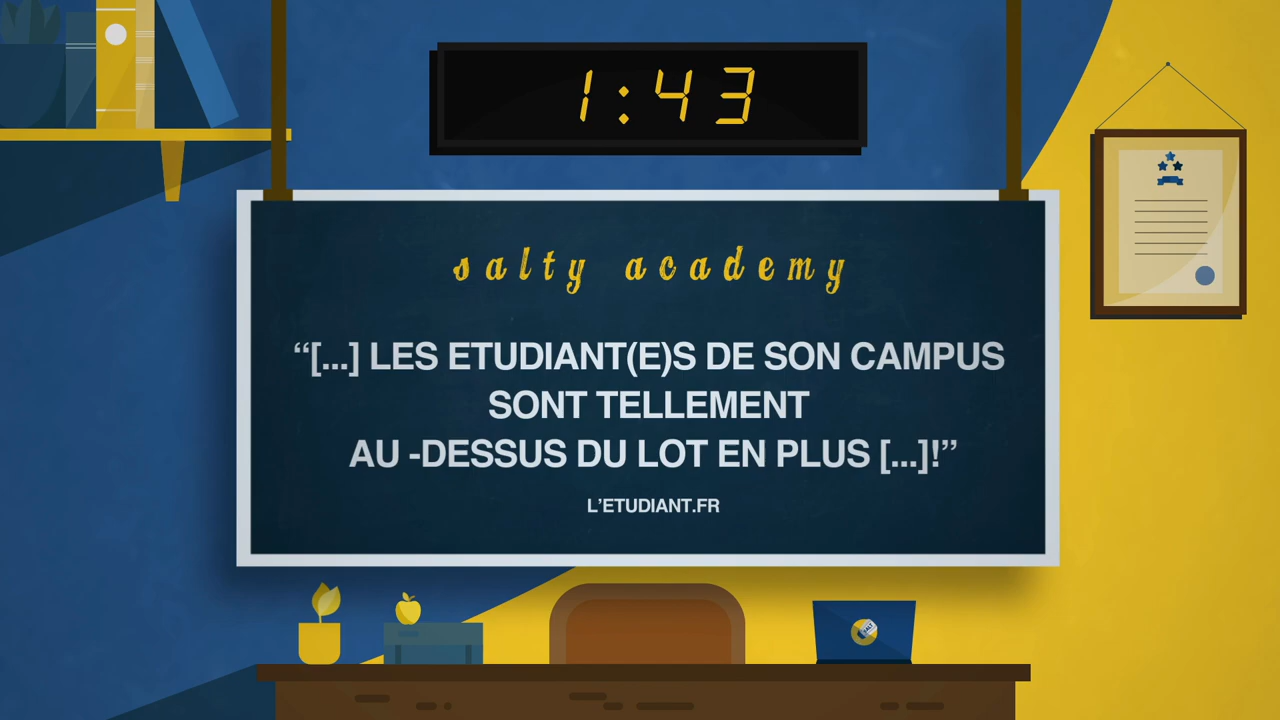 1:43
salty academy
“[...] LES ETUDIANT(E)S DE SON CAMPUS
SONT TELLEMENT
AU -DESSUS DU LOT EN PLUS [...]!”
L’ETUDIANT.FR